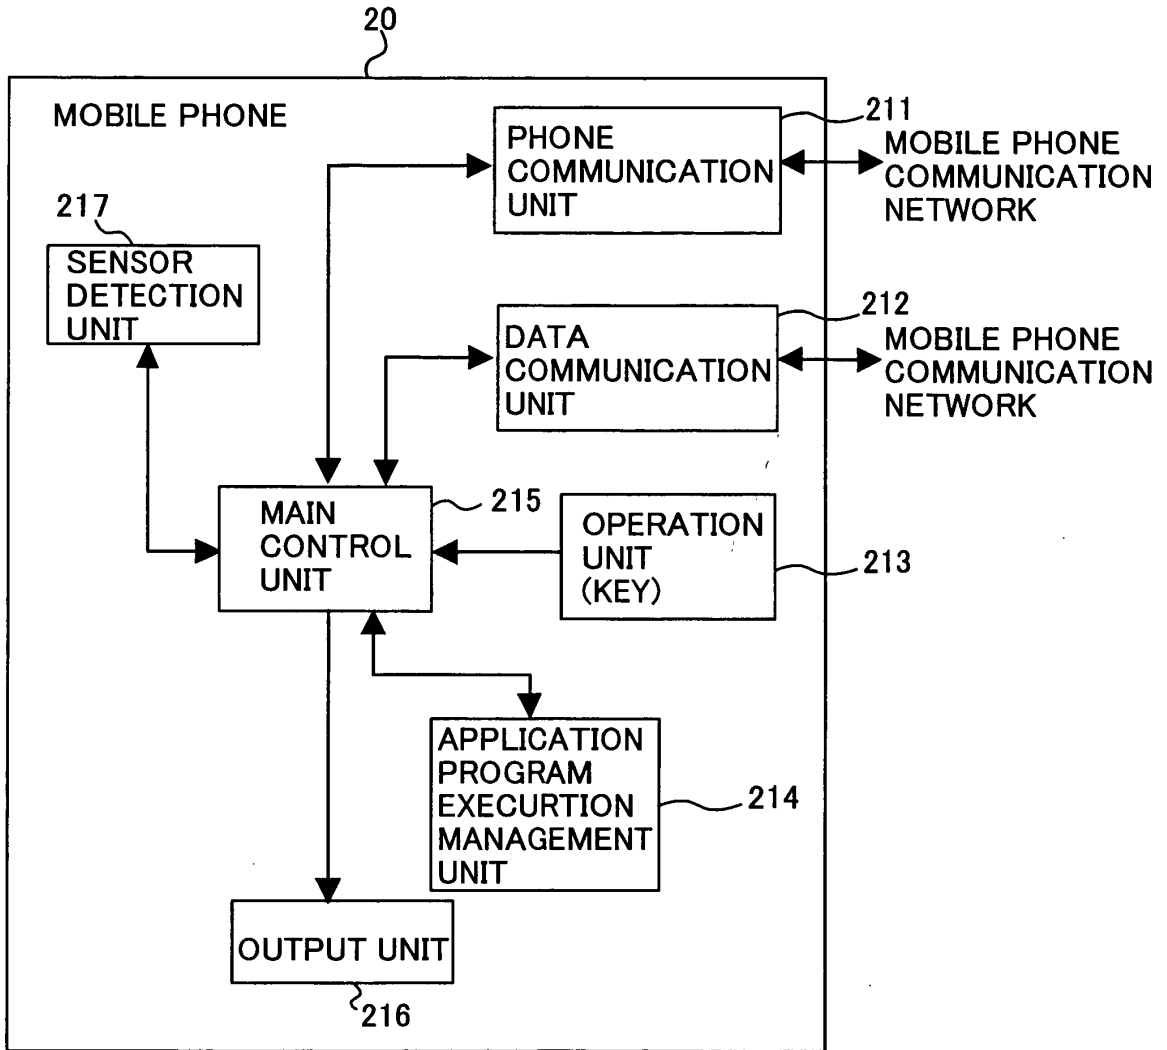 20
MOBILE PHONE
211
PHONE
COMMUNICATION
UNIT
MOBILE PHONE
COMMUNICATION
NETWORK
217
SENSOR
DETECTION
UNIT
212
DATA
COMMUNICATION
UNIT
MOBILE PHONE
COMMUNICATION
NETWORK
215
MAIN
CONTROL
UNIT
OPERATION
UNIT
(KEY)
213
APPLICATION
PROGRAM
EXECURTION
MANAGEMENT
UNIT
214
OUTPUT UNIT
216